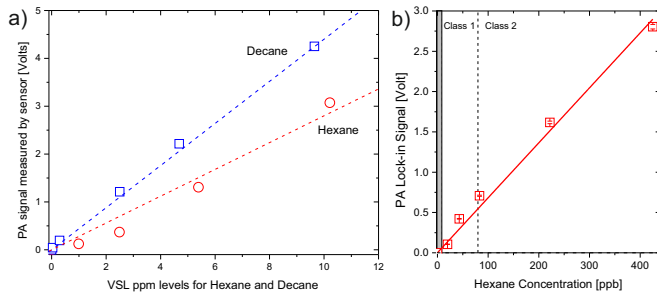 a)
PA signal measured by sensor [Volts]
5
4
3
2
1
0
Decane
Hexane
0 2 4 6 8 10 12
VSL ppm levels for Hexane and Decane
b)
PA Lock-in Signal [Volt]
3.0
2.5
2.0
1.5
1.0
0.5
0.0
Class 1 Class 2
0 100 200 300 400
Hexane Concentration [ppb]